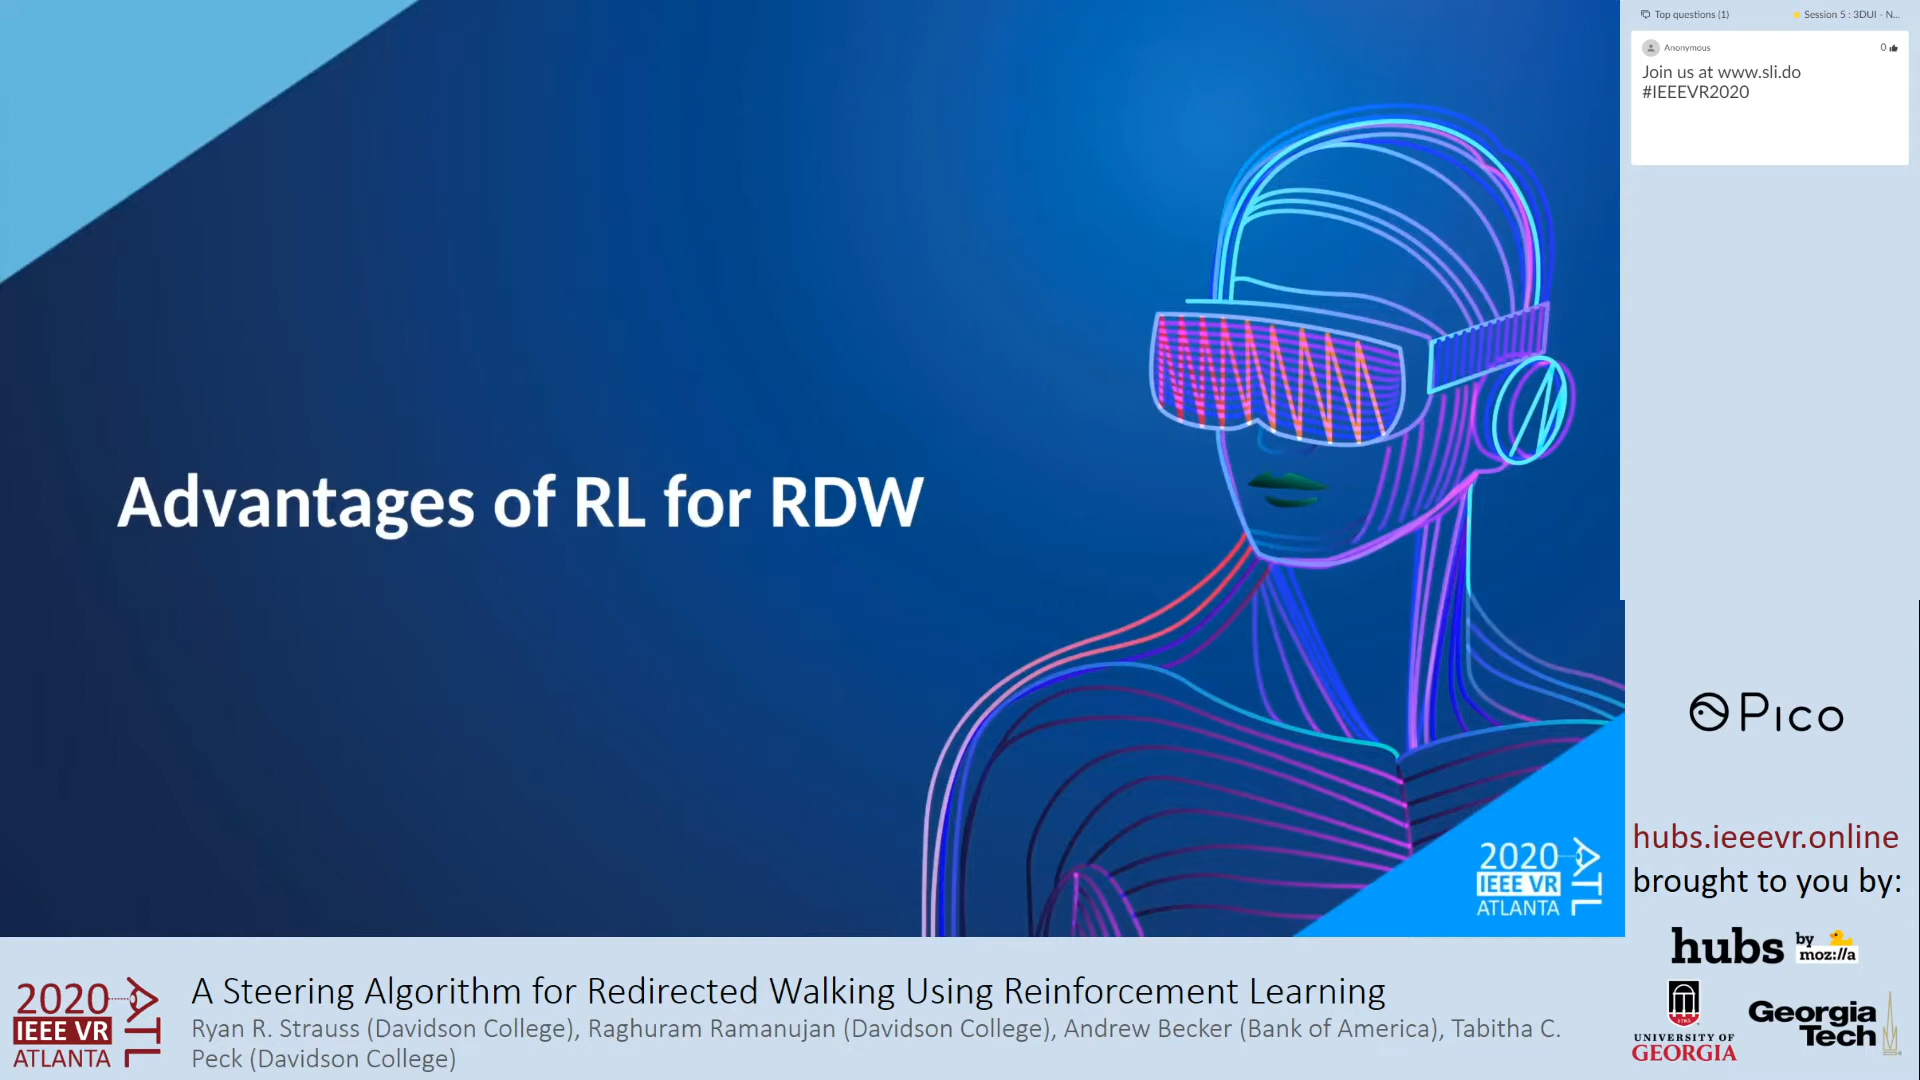 Advantages of RL for RDW
2020
IEEE VR
ATLANTA
ATL
Top questions (1)
Session 5 : 3DUI - N...
Anonymous
0
Join us at www.sli.do
#IEEEVR2020
Pico
hubs.ieeevr.online
brought to you by:
hubs by
moz://a
UNIVERSITY OF
GEORGIA
Georgia
Tech
2020
IEEE VR
ATLANTA
ATL
A Steering Algorithm for Redirected Walking Using Reinforcement Learning
Ryan R. Strauss (Davidson College), Raghuram Ramanujan (Davidson College), Andrew Becker (Bank of America), Tabitha C.
Peck (Davidson College)